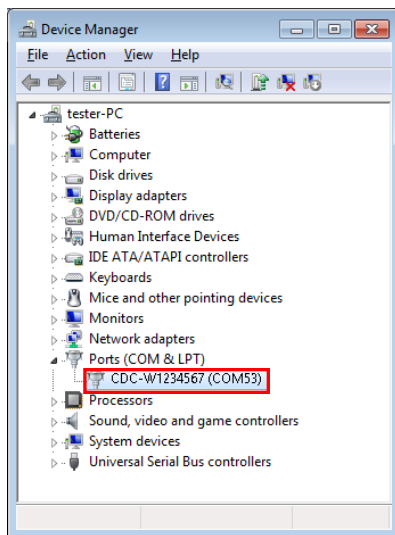 Device Manager
File Action View Help
tester-PC
Batteries
Computer
Disk drives
Display adapters
DVD/CD-ROM drives
Human Interface Devices
IDE ATA/ATAPI controllers
Keyboards
Mice and other pointing devices
Monitors
Network adapters
Ports (COM & LPT)
CDC-W1234567 (COM53)
Processors
Sound, video and game controllers
System devices
Universal Serial Bus controllers